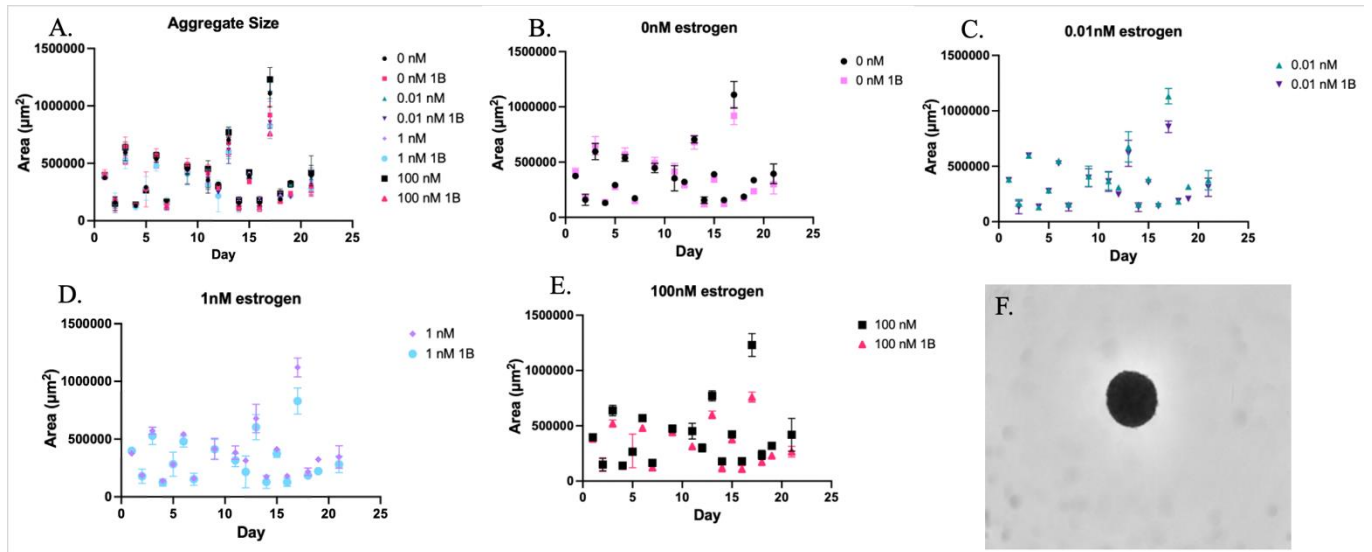 A.
Aggregate Size
Area (µm²)
1500000
1000000
500000
0
0 5 10 15 20 25
Day
0 nM
0 nM 1B
0.01 nM
0.01 nM 1B
1 nM
1 nM 1B
100 nM
100 nM 1B
B.
0nM estrogen
Area (µm²)
1500000
1000000
500000
0
0 5 10 15 20 25
Day
0 nM
0 nM 1B
C.
0.01nM estrogen
Area (µm²)
1500000
1000000
500000
0
0 5 10 15 20 25
Day
0.01 nM
0.01 nM 1B
D.
1nM estrogen
Area (µm²)
1500000
1000000
500000
0
0 5 10 15 20 25
Day
1 nM
1 nM 1B
E.
100nM estrogen
Area (µm²)
1500000
1000000
500000
0
0 5 10 15 20 25
Day
100 nM
100 nM 1B
F.